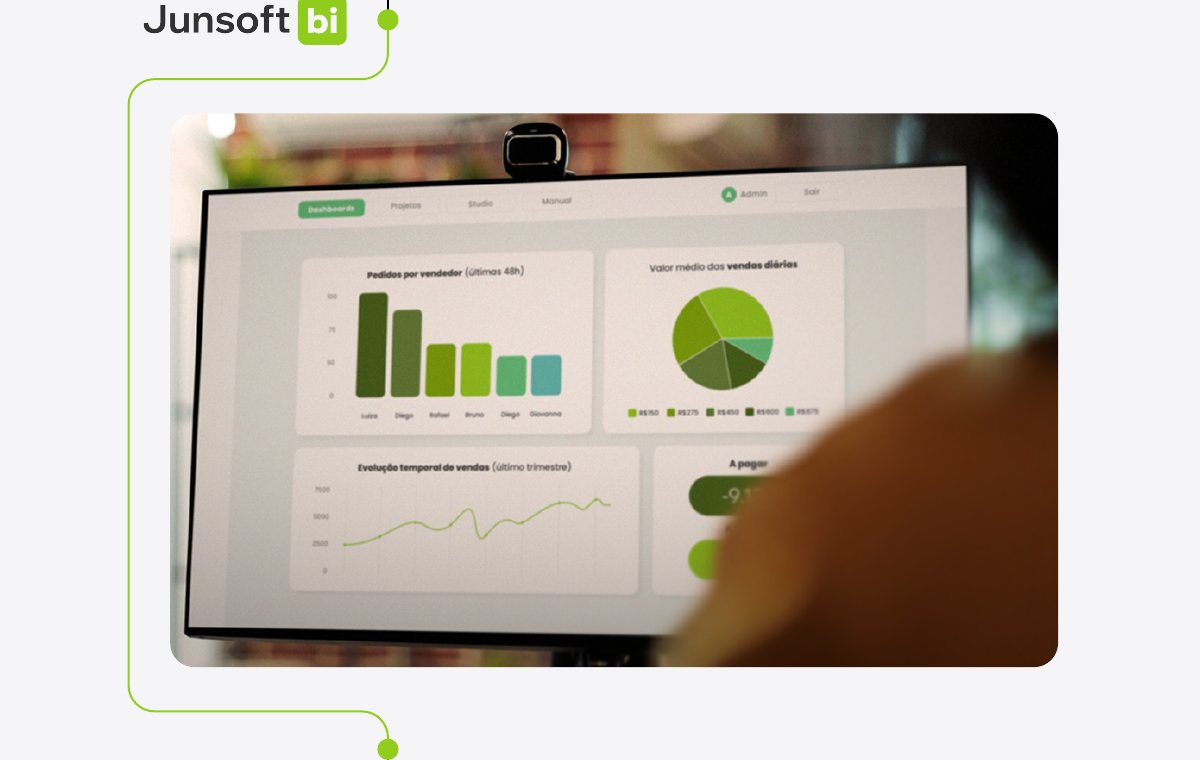 Junsoft bi
Dashboards Projetos Studio Manual A Admin Sair
Pedidos por vendedor (últimas 48h)
100
75
50
0
Luiza Diego Rafael Bruno Diego Giovanna
Valor médio das vendas diárias
R$150 R$275 R$450 R$600 R$875
Evolução temporal de vendas (último trimestre)
7500
5000
2500
0
A pagar